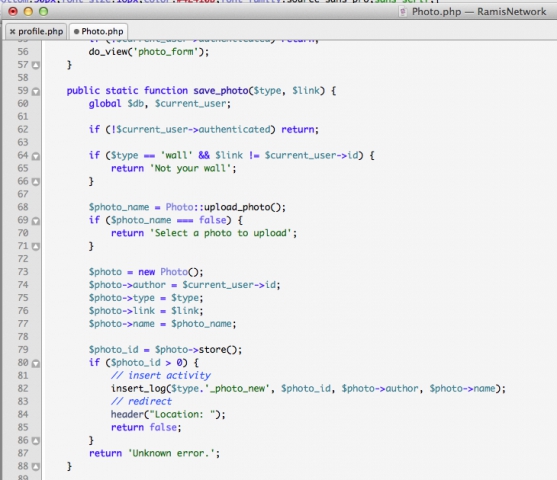 Photo.php — RamisNetwork
× profile.php
● Photo.php
56 do_view('photo_form');
57 }
58
59 public static function save_photo($type, $link) {
60 global $db, $current_user;
61
62 if (!$current_user->authenticated) return;
63
64 if ($type == 'wall' && $link != $current_user->id) {
65 return 'Not your wall';
66 }
67
68 $photo_name = Photo::upload_photo();
69 if ($photo_name === false) {
70 return 'Select a photo to upload';
71 }
72
73 $photo = new Photo();
74 $photo->author = $current_user->id;
75 $photo->type = $type;
76 $photo->link = $link;
77 $photo->name = $photo_name;
78
79 $photo_id = $photo->store();
80 if ($photo_id > 0) {
81 // insert activity
82 insert_log($type.'_photo_new', $photo_id, $photo->author, $photo->name);
83 // redirect
84 header("Location: ");
85 return false;
86 }
87 return 'Unknown error.';
88 }
89